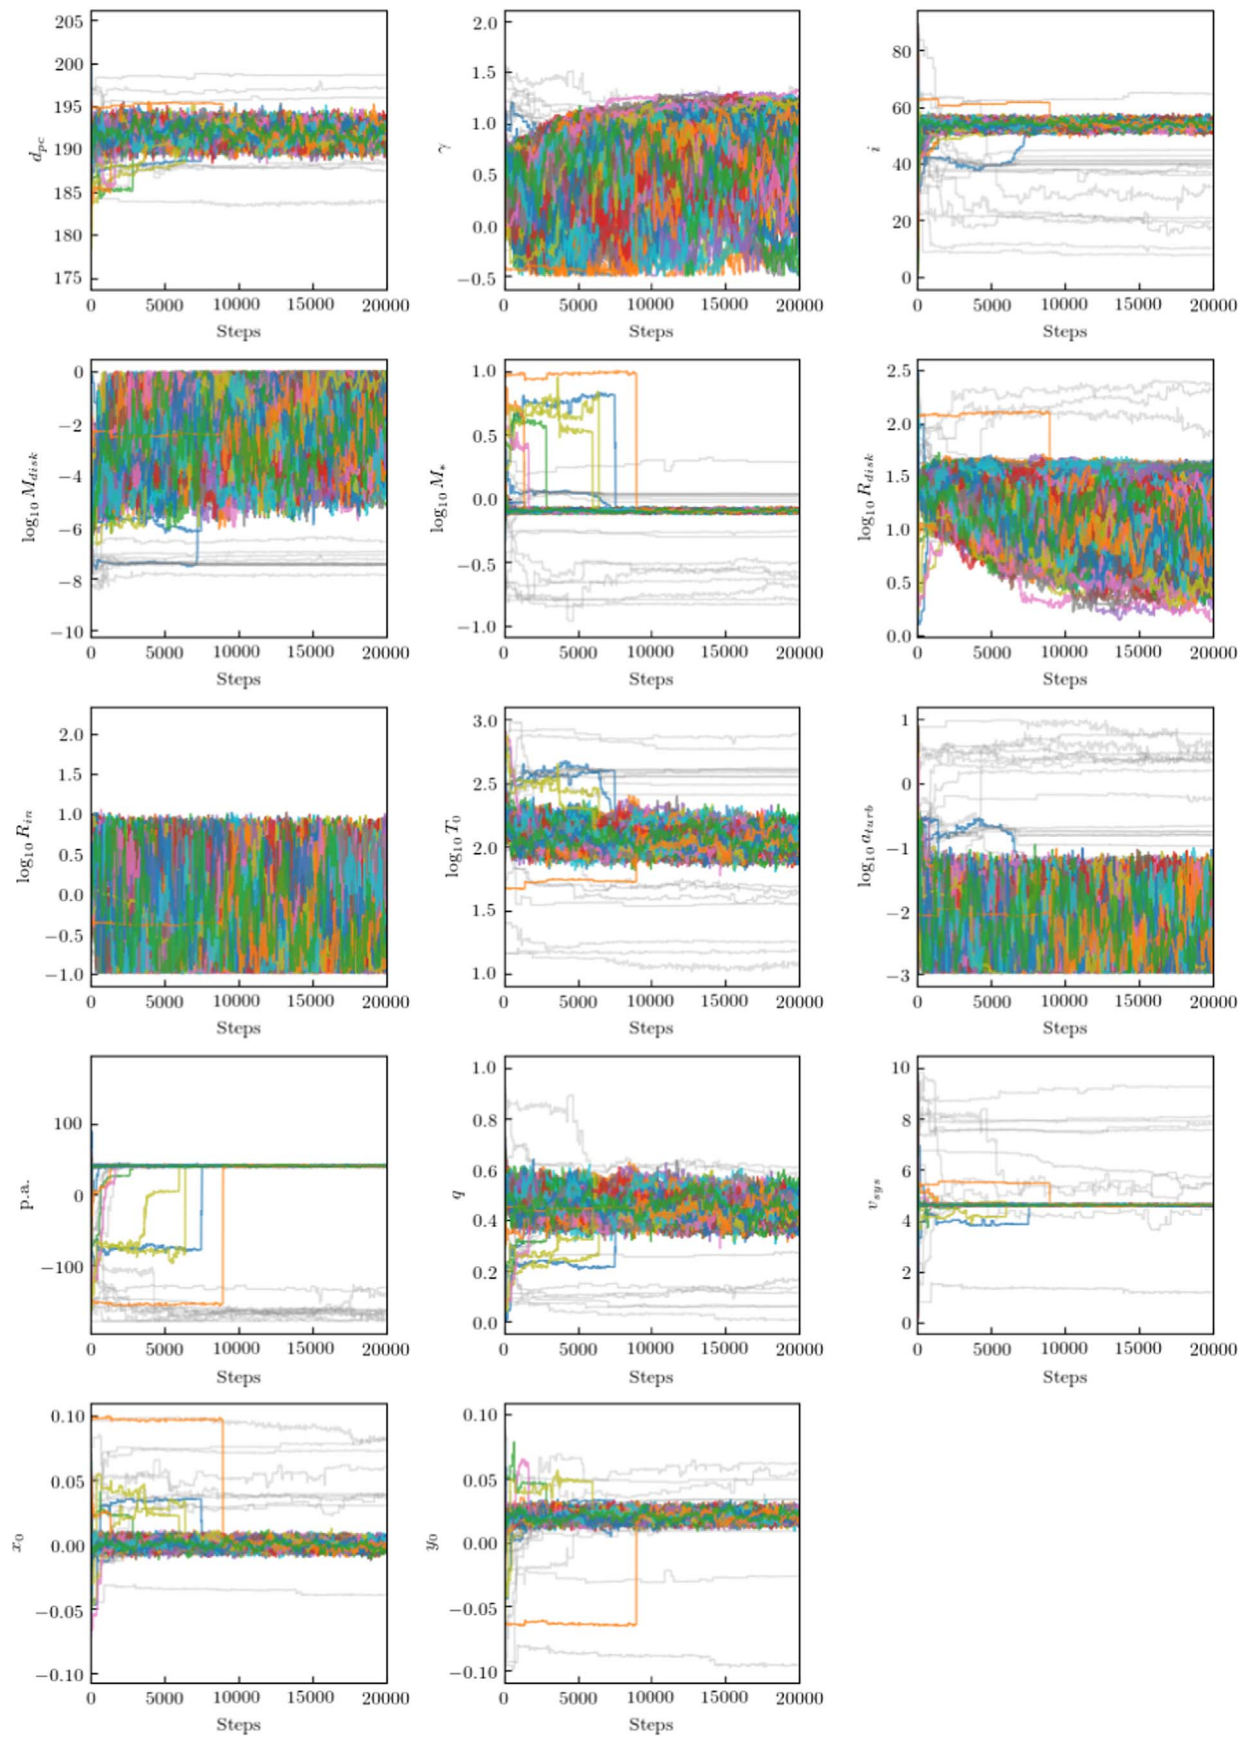 205
200
195
190
185
180
175
d_pc
0 5000 10000 15000 20000
Steps
2.0
1.5
1.0
0.5
0.0
−0.5
γ
0 5000 10000 15000 20000
Steps
80
60
40
20
0
i
0 5000 10000 15000 20000
Steps
0
−2
−4
−6
−8
−10
log₁₀ M_disk
0 5000 10000 15000 20000
Steps
1.0
0.5
0.0
−0.5
−1.0
log₁₀ M_*
0 5000 10000 15000 20000
Steps
2.5
2.0
1.5
1.0
0.5
0.0
log₁₀ R_disk
0 5000 10000 15000 20000
Steps
2.0
1.5
1.0
0.5
0.0
−0.5
−1.0
log₁₀ R_in
0 5000 10000 15000 20000
Steps
3.0
2.5
2.0
1.5
1.0
log₁₀ T₀
0 5000 10000 15000 20000
Steps
1
0
−1
−2
−3
log₁₀ a_turb
0 5000 10000 15000 20000
Steps
100
0
−100
p.a.
0 5000 10000 15000 20000
Steps
1.0
0.8
0.6
0.4
0.2
0.0
q
0 5000 10000 15000 20000
Steps
10
8
6
4
2
0
v_sys
0 5000 10000 15000 20000
Steps
0.10
0.05
0.00
−0.05
−0.10
x₀
0 5000 10000 15000 20000
Steps
0.10
0.05
0.00
−0.05
−0.10
y₀
0 5000 10000 15000 20000
Steps